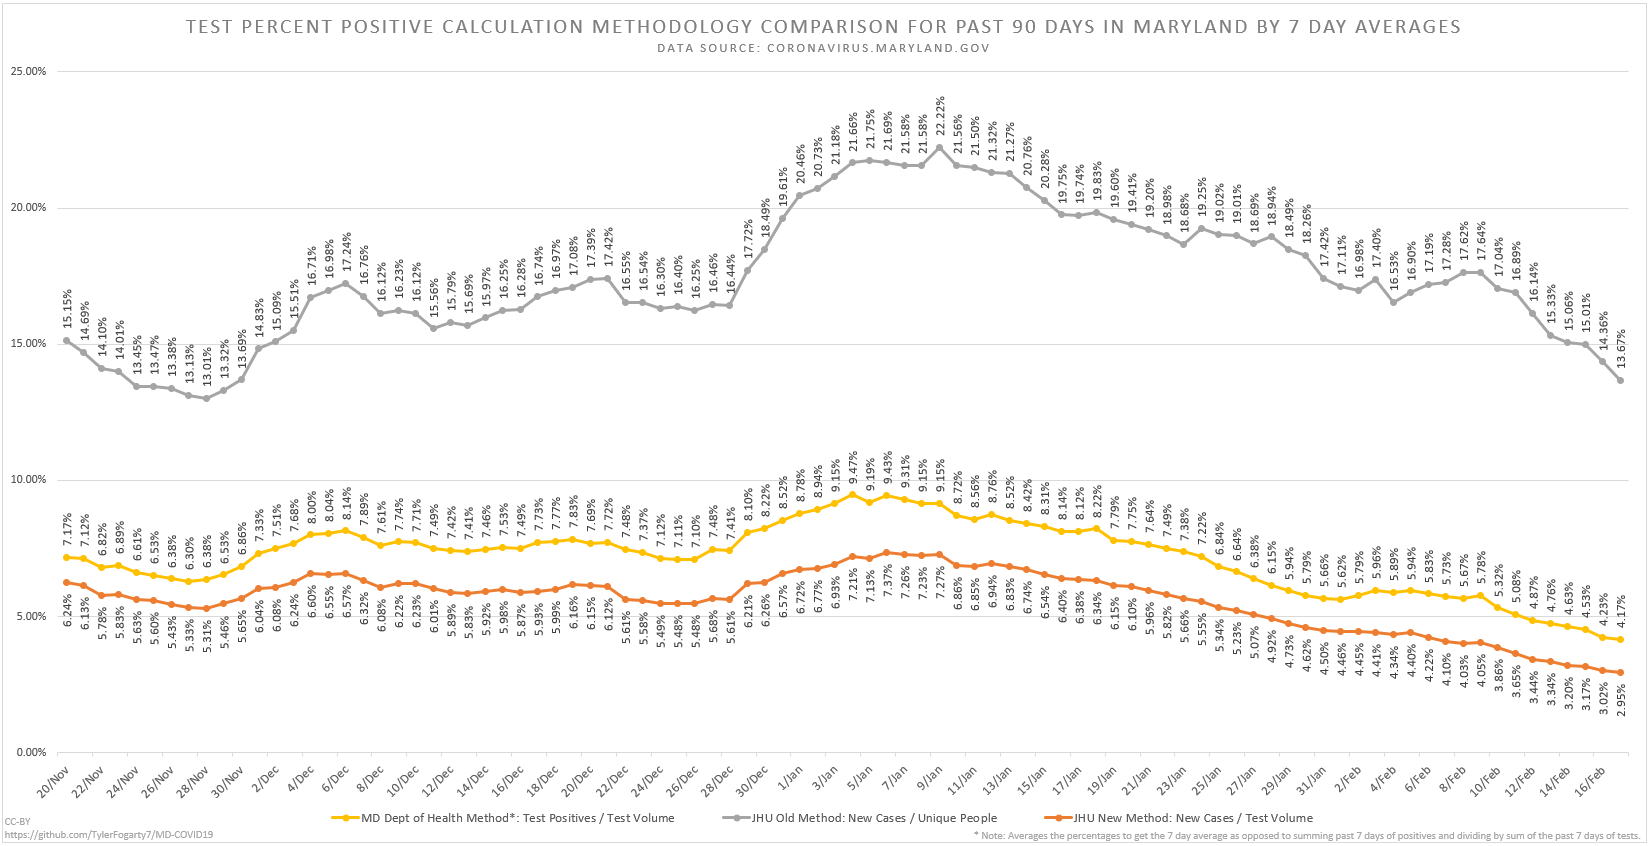 TEST PERCENT POSITIVE CALCULATION METHODOLOGY COMPARISON FOR PAST 90 DAYS IN MARYLAND BY 7 DAY AVERAGES
DATA SOURCE: CORONAVIRUS.MARYLAND.GOV
25.00%
20.00%
15.00%
10.00%
5.00%
0.00%
15.15% 14.69% 14.10% 14.01% 13.45% 13.47% 13.38% 13.13% 13.01% 13.32% 13.69% 14.83% 15.09% 15.51% 16.71% 16.98% 17.24% 16.76% 16.12% 16.23% 16.12% 15.56% 15.79% 15.69% 15.97% 16.25% 16.28% 16.74% 16.97% 17.08% 17.39% 17.42% 16.55% 16.54% 16.30% 16.40% 16.25% 16.46% 16.44% 17.72% 18.49% 19.61% 20.46% 20.73% 21.18% 21.66% 21.75% 21.69% 21.58% 21.58% 22.22% 21.56% 21.50% 21.32% 21.27% 20.76% 20.28% 19.75% 19.74% 19.83% 19.60% 19.41% 19.20% 18.98% 18.68% 19.25% 19.02% 19.01% 18.69% 18.94% 18.49% 18.26% 17.42% 17.11% 16.98% 17.40% 16.53% 16.90% 17.19% 17.28% 17.62% 17.64% 17.04% 16.89% 16.14% 15.33% 15.06% 15.01% 14.36% 13.67%
7.17% 7.12% 6.82% 6.89% 6.61% 6.53% 6.38% 6.30% 6.38% 6.53% 6.86% 7.33% 7.51% 7.68% 8.00% 8.04% 8.14% 7.89% 7.61% 7.74% 7.71% 7.49% 7.42% 7.41% 7.46% 7.53% 7.49% 7.73% 7.77% 7.83% 7.69% 7.72% 7.48% 7.37% 7.12% 7.11% 7.10% 7.48% 7.41% 8.10% 8.22% 8.52% 8.78% 8.94% 9.15% 9.47% 9.19% 9.43% 9.31% 9.15% 9.15% 8.72% 8.56% 8.76% 8.52% 8.42% 8.31% 8.14% 8.12% 8.22% 7.79% 7.75% 7.64% 7.49% 7.38% 7.22% 6.84% 6.64% 6.38% 6.15% 5.94% 5.79% 5.66% 5.62% 5.79% 5.96% 5.89% 5.94% 5.83% 5.73% 5.67% 5.78% 5.32% 5.08% 4.87% 4.76% 4.63% 4.53% 4.23% 4.17%
6.24% 6.13% 5.78% 5.83% 5.63% 5.60% 5.43% 5.33% 5.31% 5.46% 5.65% 6.04% 6.08% 6.24% 6.60% 6.55% 6.57% 6.32% 6.08% 6.22% 6.23% 6.01% 5.89% 5.83% 5.92% 5.98% 5.87% 5.93% 5.99% 6.16% 6.15% 6.12% 5.61% 5.58% 5.49% 5.48% 5.48% 5.68% 5.61% 6.21% 6.26% 6.57% 6.72% 6.77% 6.93% 7.21% 7.13% 7.37% 7.26% 7.23% 7.27% 6.86% 6.85% 6.94% 6.83% 6.74% 6.54% 6.40% 6.38% 6.34% 6.15% 6.10% 5.96% 5.82% 5.66% 5.55% 5.34% 5.23% 5.07% 4.92% 4.73% 4.62% 4.50% 4.46% 4.45% 4.41% 4.34% 4.40% 4.22% 4.10% 4.03% 4.05% 3.86% 3.65% 3.44% 3.34% 3.20% 3.17% 3.02% 2.95%
20/Nov 22/Nov 24/Nov 26/Nov 28/Nov 30/Nov 2/Dec 4/Dec 6/Dec 8/Dec 10/Dec 12/Dec 14/Dec 16/Dec 18/Dec 20/Dec 22/Dec 24/Dec 26/Dec 28/Dec 30/Dec 1/Jan 3/Jan 5/Jan 7/Jan 9/Jan 11/Jan 13/Jan 15/Jan 17/Jan 19/Jan 21/Jan 23/Jan 25/Jan 27/Jan 29/Jan 31/Jan 2/Feb 4/Feb 6/Feb 8/Feb 10/Feb 12/Feb 14/Feb 16/Feb
MD Dept of Health Method*: Test Positives / Test Volume JHU Old Method: New Cases / Unique People JHU New Method: New Cases / Test Volume
CC-BY
https://github.com/TylerFogarty7/MD-COVID19
* Note: Averages the percentages to get the 7 day average as opposed to summing past 7 days of positives and dividing by sum of the past 7 days of tests.